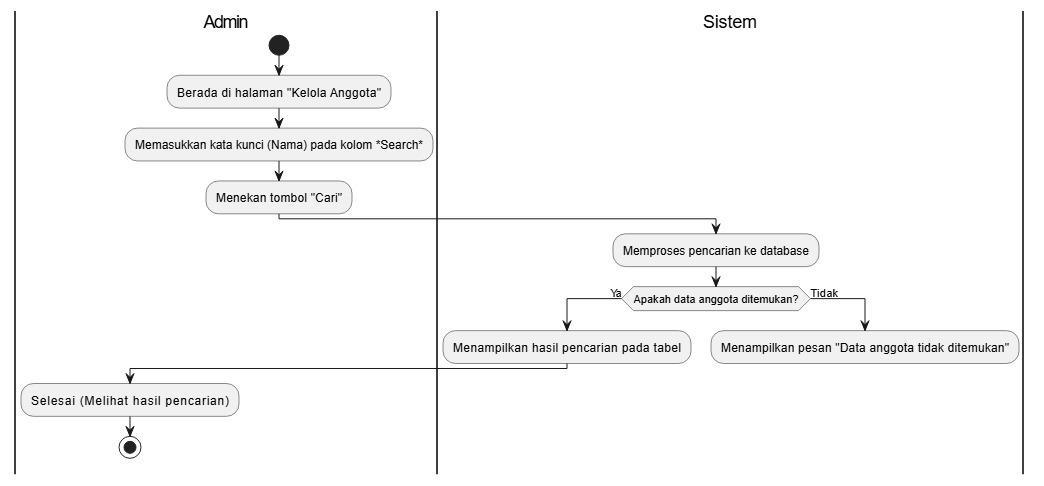 Admin
Sistem
Berada di halaman "Kelola Anggota"
Memasukkan kata kunci (Nama) pada kolom *Search*
Menekan tombol "Cari"
Memproses pencarian ke database
Ya
Apakah data anggota ditemukan?
Tidak
Menampilkan hasil pencarian pada tabel
Menampilkan pesan "Data anggota tidak ditemukan"
Selesai (Melihat hasil pencarian)